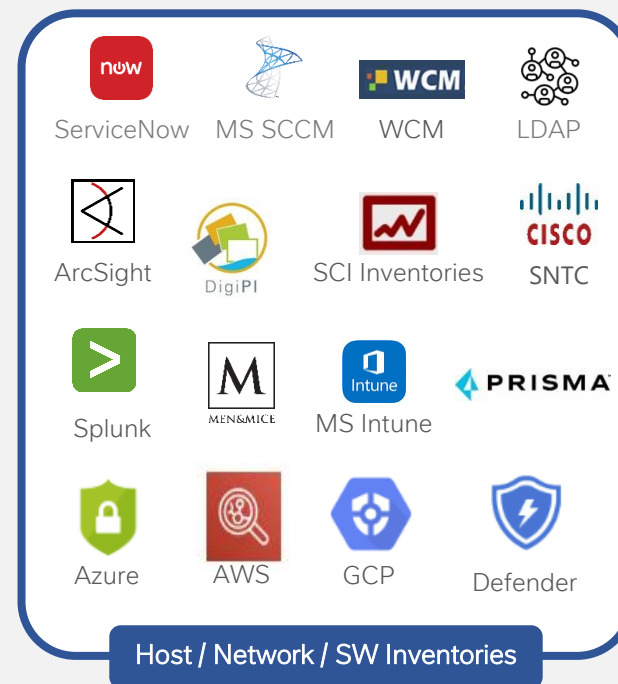 now
WCM
ServiceNow
MS SCCM
WCM
LDAP
CISCO
ArcSight
DigiPI
SCI Inventories
SNTC
M
Intune
PRISMA
MEN&MICE
Splunk
MS Intune
Azure
AWS
GCP
Defender
Host / Network / SW Inventories